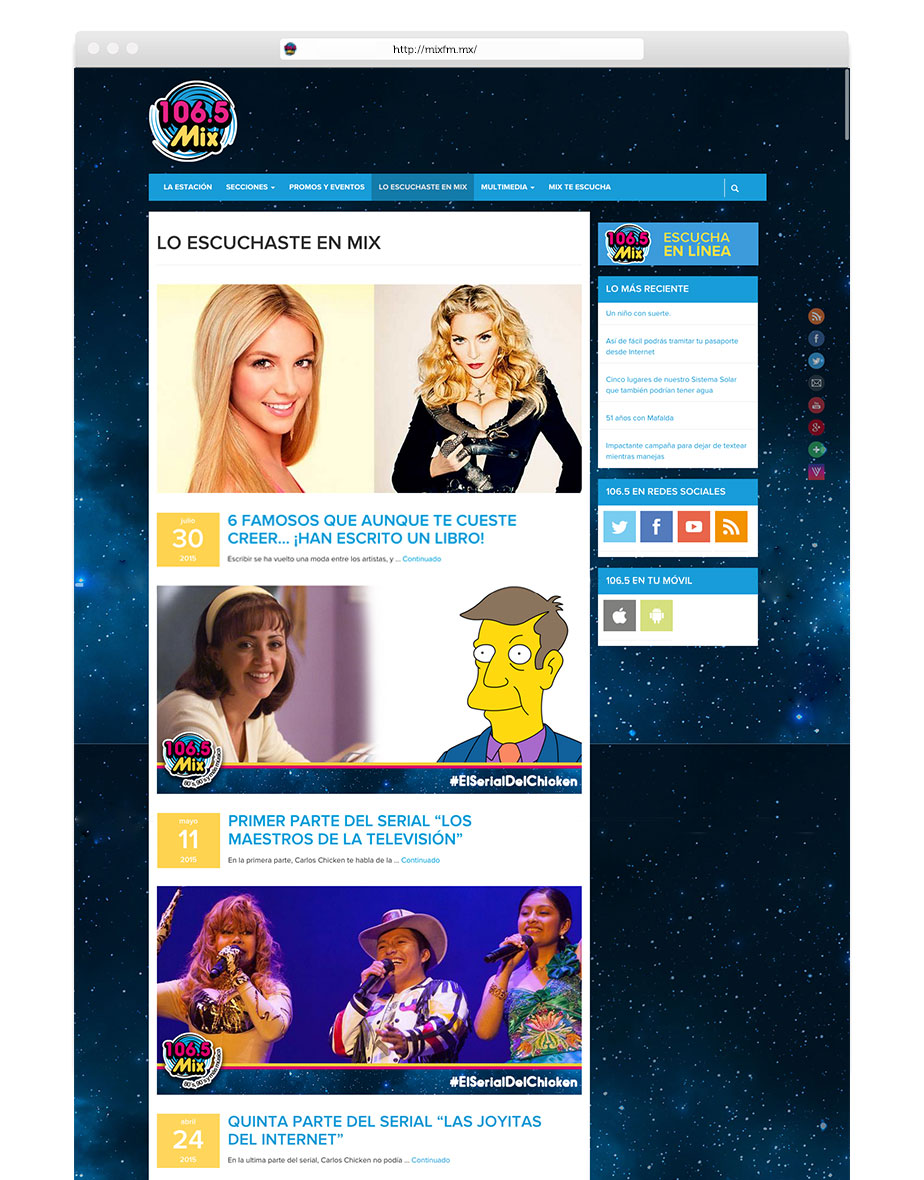 http://mixfm.mx/
106.5
Mix
LA ESTACIÓN SECCIONES PROMOS Y EVENTOS LO ESCUCHASTE EN MIX MULTIMEDIA MIX TE ESCUCHA
LO ESCUCHASTE EN MIX
julio
30
2015
6 FAMOSOS QUE AUNQUE TE CUESTE
CREER... ¡HAN ESCRITO UN LIBRO!
Escribir se ha vuelto una moda entre los artistas, y ... Continuado
106.5
Mix
#ElSerialDelChicken
mayo
11
2015
PRIMER PARTE DEL SERIAL “LOS
MAESTROS DE LA TELEVISIÓN”
En la primera parte, Carlos Chicken te habla de la ... Continuado
106.5
Mix
#ElSerialDelChicken
abril
24
2015
QUINTA PARTE DEL SERIAL “LAS JOYITAS
DEL INTERNET”
En la ultima parte del serial, Carlos Chicken no podía ... Continuado
106.5
Mix
ESCUCHA
EN LÍNEA
LO MÁS RECIENTE
Un niño con suerte.
Así de fácil podrás tramitar tu pasaporte
desde Internet
Cinco lugares de nuestro Sistema Solar
que también podrían tener agua
51 años con Mafalda
Impactante campaña para dejar de textear
mientras manejas
106.5 EN REDES SOCIALES
106.5 EN TU MÓVIL